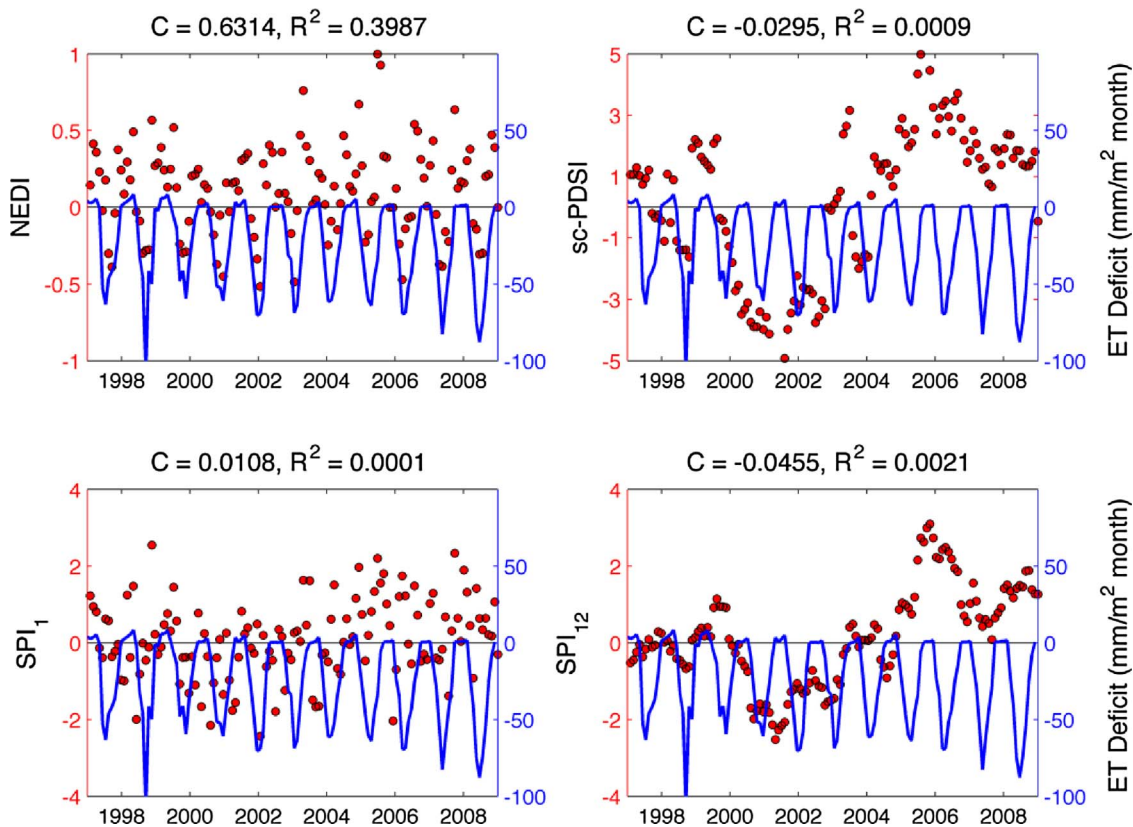 C = 0.6314, R² = 0.3987
NEDI
1
0.5
0
-0.5
-1
50
0
-50
-100
1998 2000 2002 2004 2006 2008
C = -0.0295, R² = 0.0009
sc-PDSI
5
3
1
-1
-3
-5
50
0
-50
-100
ET Deficit (mm/m² month)
1998 2000 2002 2004 2006 2008
C = 0.0108, R² = 0.0001
SPI₁
4
2
0
-2
-4
50
0
-50
-100
1998 2000 2002 2004 2006 2008
C = -0.0455, R² = 0.0021
SPI₁₂
4
2
0
-2
-4
50
0
-50
-100
ET Deficit (mm/m² month)
1998 2000 2002 2004 2006 2008